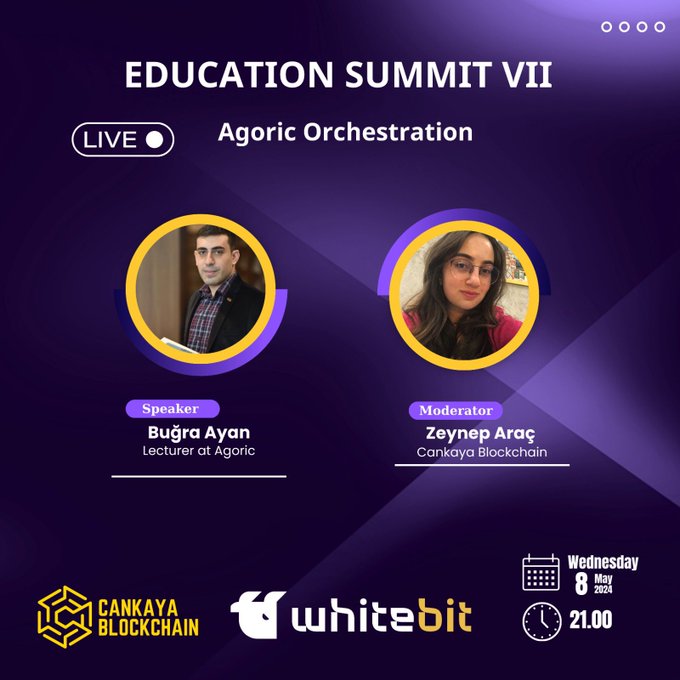 EDUCATION SUMMIT VII
LIVE
Agoric Orchestration
Speaker
Buğra Ayan
Lecturer at Agoric
Moderator
Zeynep Araç
Cankaya Blockchain
CANKAYA
BLOCKCHAIN
whitebit
Wednesday
8 May
2024
21.00